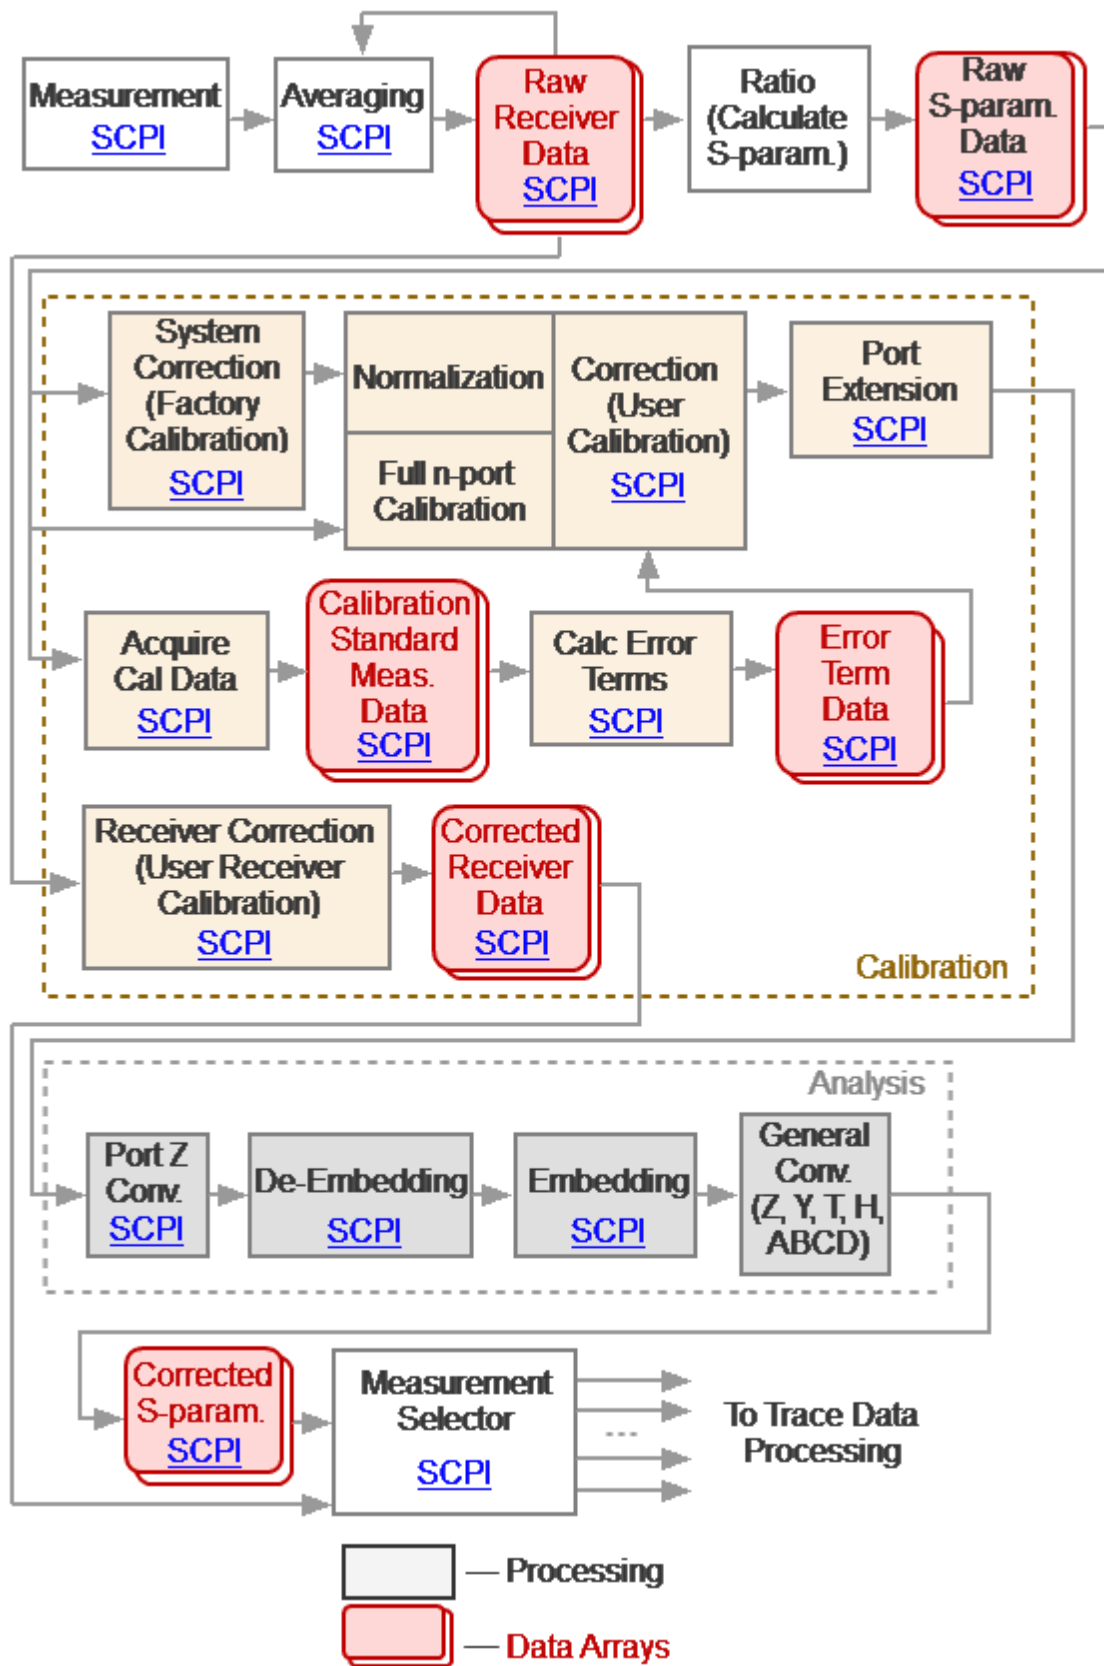 Measurement
SCPI
Averaging
SCPI
Raw
Receiver
Data
SCPI
Ratio
(Calculate
S-param.)
Raw
S-param.
Data
SCPI
System
Correction
(Factory
Calibration)
SCPI
Normalization
Full n-port
Calibration
Correction
(User
Calibration)
SCPI
Port
Extension
SCPI
Acquire
Cal Data
SCPI
Calibration
Standard
Meas.
Data
SCPI
Calc Error
Terms
SCPI
Error
Term
Data
SCPI
Receiver Correction
(User Receiver
Calibration)
SCPI
Corrected
Receiver
Data
SCPI
Calibration
Analysis
Port Z
Conv.
SCPI
De-Embedding
SCPI
Embedding
SCPI
General
Conv.
(Z, Y, T, H,
ABCD)
Corrected
S-param.
SCPI
Measurement
Selector
SCPI
To Trace Data
Processing
— Processing
— Data Arrays